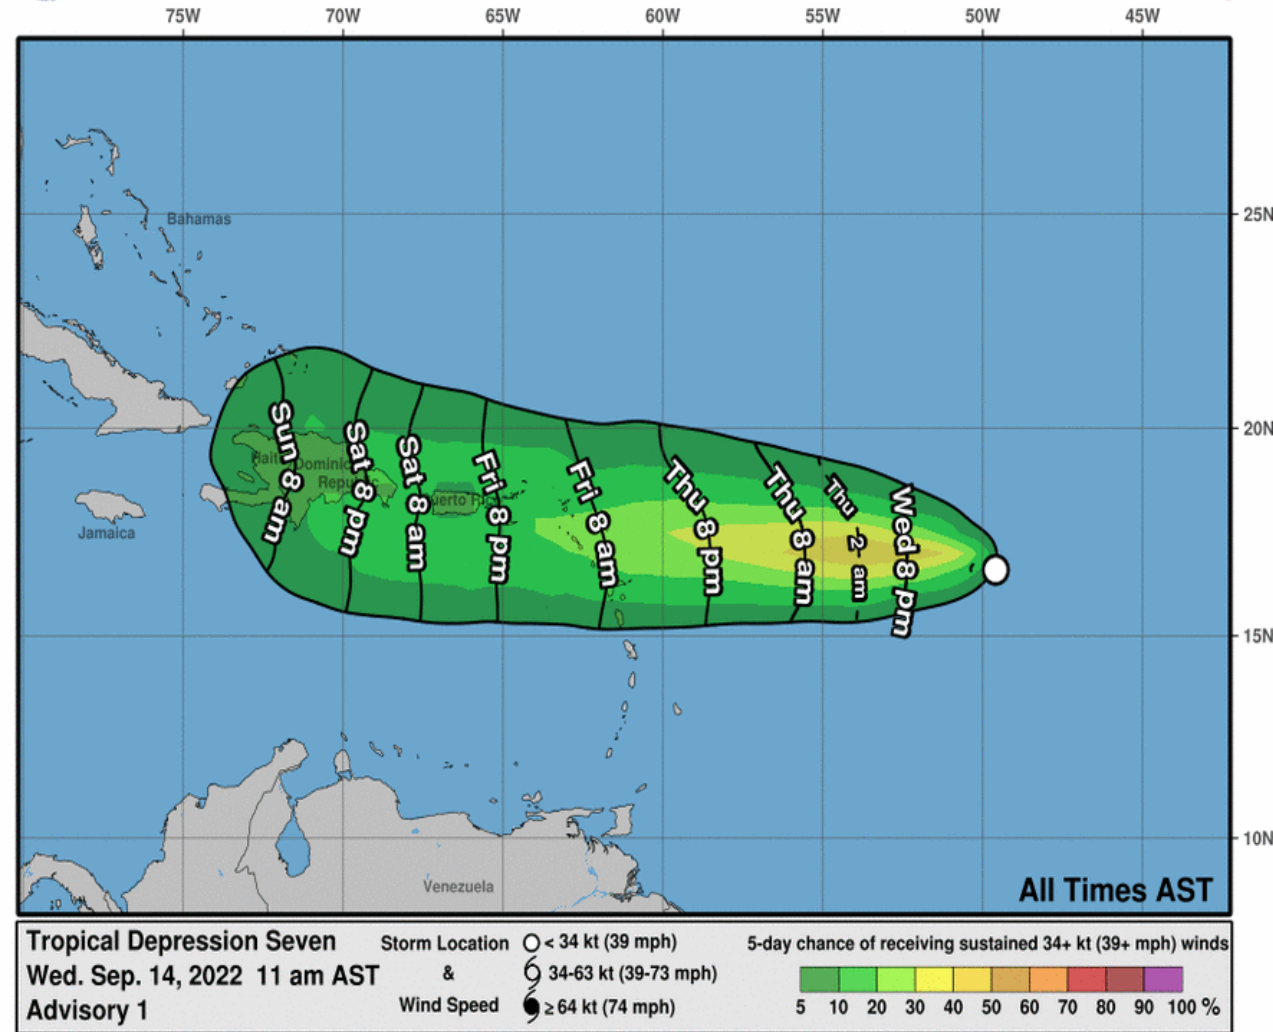 75W 70W 65W 60W 55W 50W 45W
Bahamas
25N
20N
Sun 8 am
Sat 8 pm
Sat 8 am
Fri 8 pm
Fri 8 am
Thu 8 pm
Thu 8 am
Thu 2 am
Wed 8 pm
Jamaica
15N
10N
Venezuela
All Times AST
Tropical Depression Seven
Wed. Sep. 14, 2022 11 am AST
Advisory 1
Storm Location
&
Wind Speed
< 34 kt (39 mph)
34-63 kt (39-73 mph)
≥ 64 kt (74 mph)
5-day chance of receiving sustained 34+ kt (39+ mph) winds
5 10 20 30 40 50 60 70 80 90 100 %